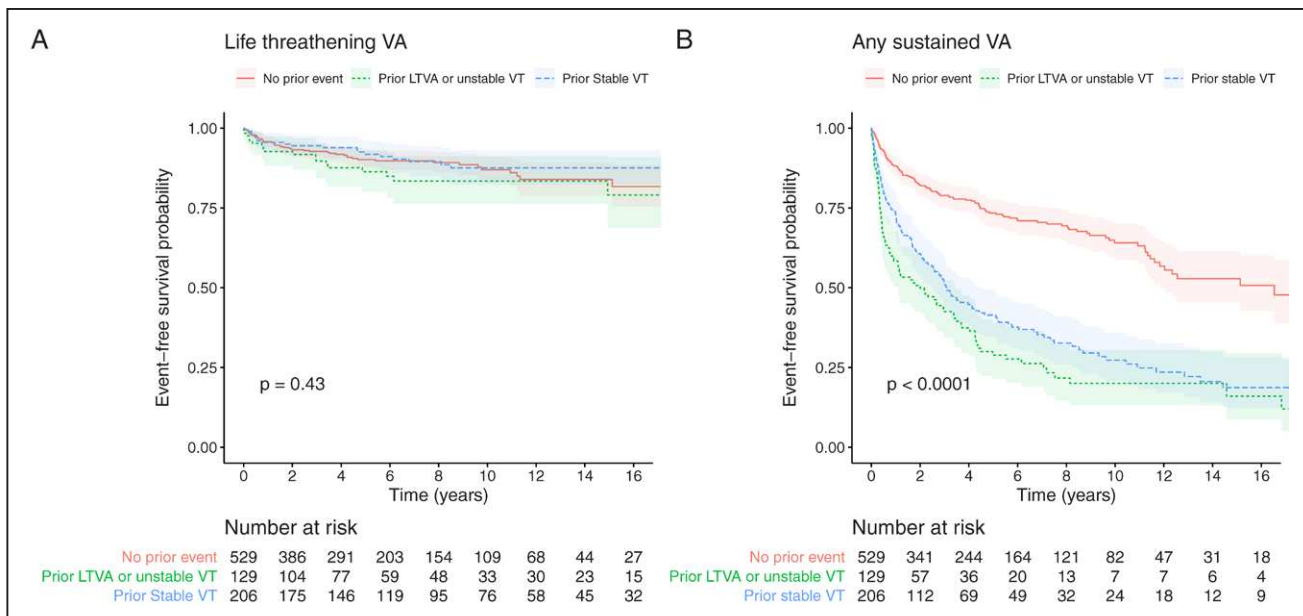 A
Life threathening VA
No prior event Prior LTVA or unstable VT Prior Stable VT
Event–free survival probability
1.00
0.75
0.50
0.25
0.00
p = 0.43
0 2 4 6 8 10 12 14 16
Time (years)
Number at risk
No prior event 529 386 291 203 154 109 68 44 27
Prior LTVA or unstable VT 129 104 77 59 48 33 30 23 15
Prior Stable VT 206 175 146 119 95 76 58 45 32
B
Any sustained VA
No prior event Prior LTVA or unstable VT Prior stable VT
Event–free survival probability
1.00
0.75
0.50
0.25
0.00
p < 0.0001
0 2 4 6 8 10 12 14 16
Time (years)
Number at risk
No prior event 529 341 244 164 121 82 47 31 18
Prior LTVA or unstable VT 129 57 36 20 13 7 7 6 4
Prior stable VT 206 112 69 49 32 24 18 12 9